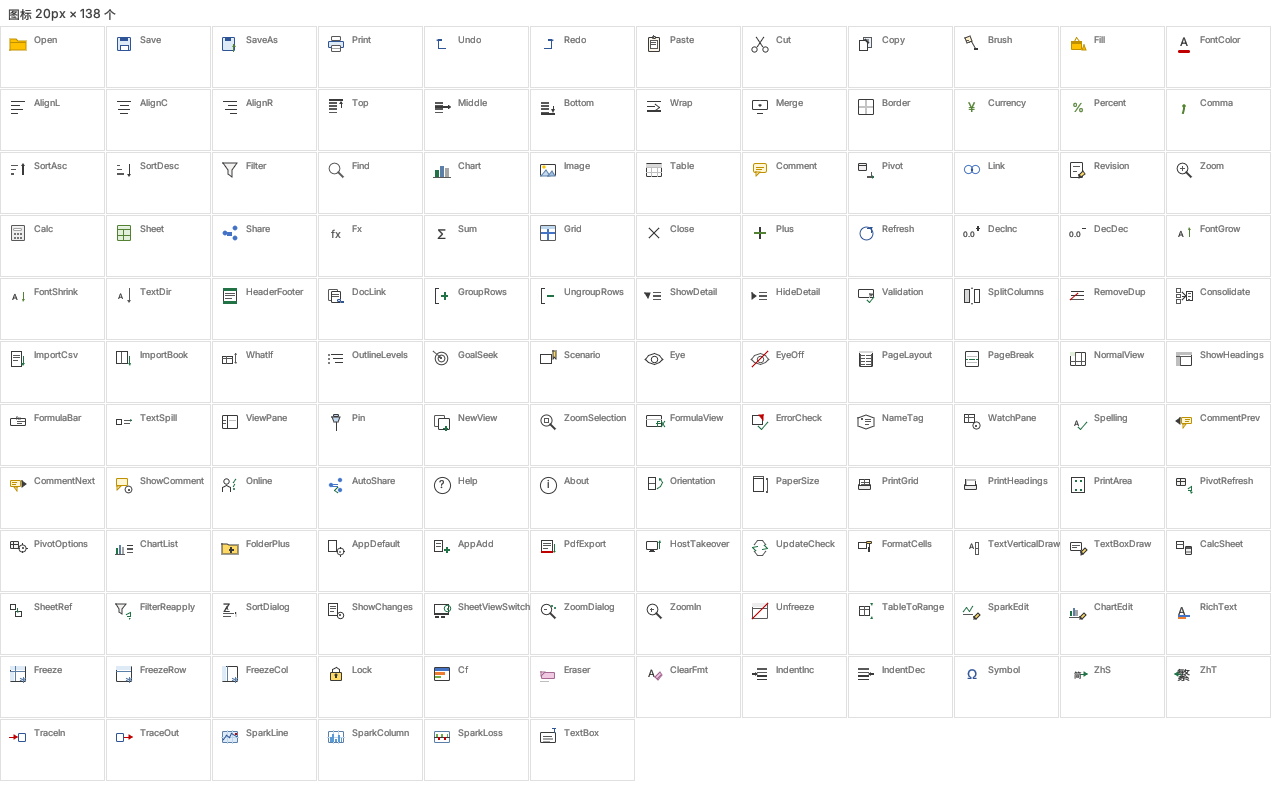 图标 20px × 138 个
Open Save SaveAs Print Undo Redo Paste Cut Copy Brush Fill FontColor
AlignL AlignC AlignR Top Middle Bottom Wrap Merge Border Currency Percent Comma
SortAsc SortDesc Filter Find Chart Image Table Comment Pivot Link Revision Zoom
Calc Sheet Share Fx Sum Grid Close Plus Refresh DecInc DecDec FontGrow
FontShrink TextDir HeaderFooter DocLink GroupRows UngroupRows ShowDetail HideDetail Validation SplitColumns RemoveDup Consolidate
ImportCsv ImportBook WhatIf OutlineLevels GoalSeek Scenario Eye EyeOff PageLayout PageBreak NormalView ShowHeadings
FormulaBar TextSpill ViewPane Pin NewView ZoomSelection FormulaView ErrorCheck NameTag WatchPane Spelling CommentPrev
CommentNext ShowComment Online AutoShare Help About Orientation PaperSize PrintGrid PrintHeadings PrintArea PivotRefresh
PivotOptions ChartList FolderPlus AppDefault AppAdd PdfExport HostTakeover UpdateCheck FormatCells TextVerticalDraw TextBoxDraw CalcSheet
SheetRef FilterReapply SortDialog ShowChanges SheetViewSwitch ZoomDialog ZoomIn Unfreeze TableToRange SparkEdit ChartEdit RichText
Freeze FreezeRow FreezeCol Lock Cf Eraser ClearFmt IndentInc IndentDec Symbol ZhS ZhT
TraceIn TraceOut SparkLine SparkColumn SparkLoss TextBox